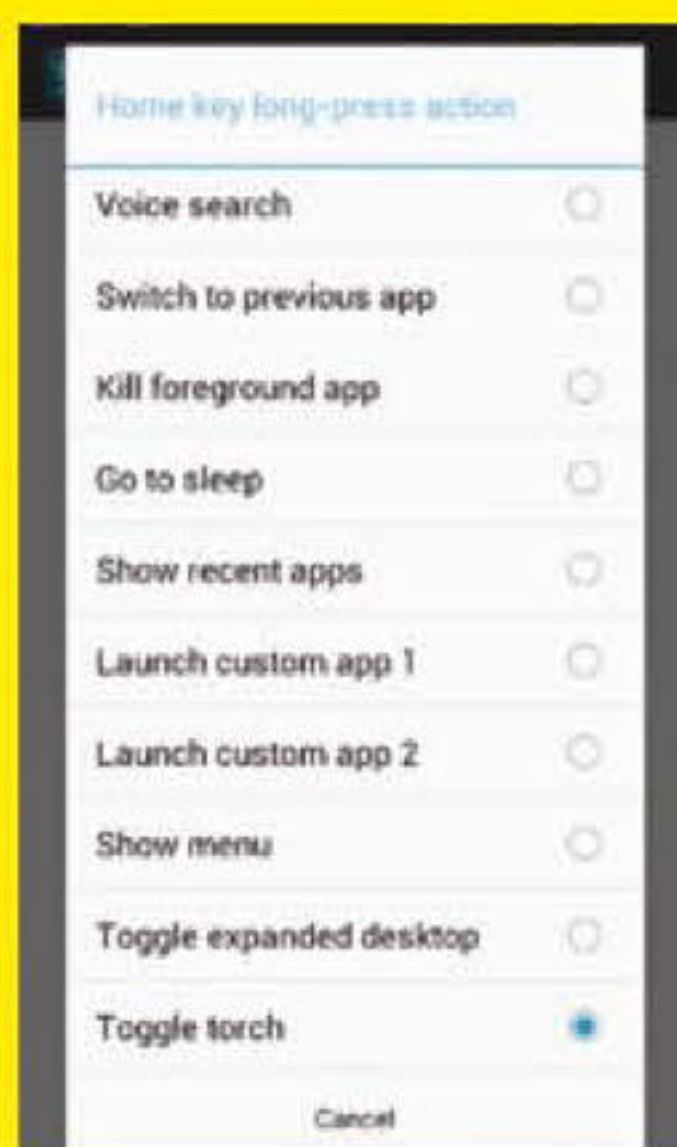 Home key long-press action
Voice search
Switch to previous app
Kill foreground app
Go to sleep
Show recent apps
Launch custom app 1
Launch custom app 2
Show menu
Toggle expanded desktop
Toggle torch
Cancel